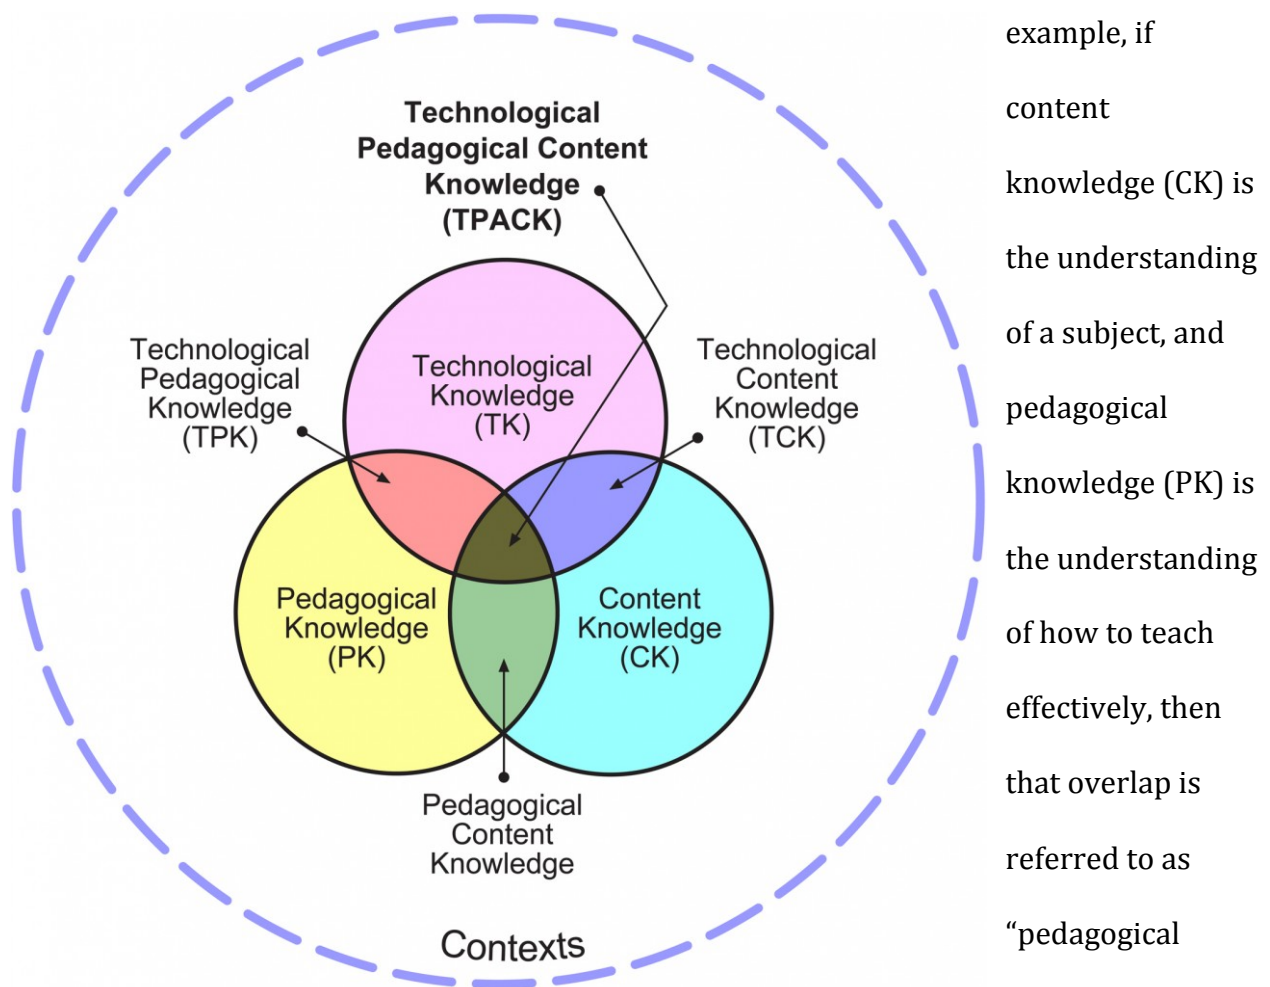 Technological
Pedagogical Content
Knowledge
(TPACK)
Technological
Pedagogical
Knowledge
(TPK)
Technological
Knowledge
(TK)
Technological
Content
Knowledge
(TCK)
Pedagogical
Knowledge
(PK)
Content
Knowledge
(CK)
Pedagogical
Content
Knowledge
Contexts
example, if
content
knowledge (CK) is
the understanding
of a subject, and
pedagogical
knowledge (PK) is
the understanding
of how to teach
effectively, then
that overlap is
referred to as
“pedagogical